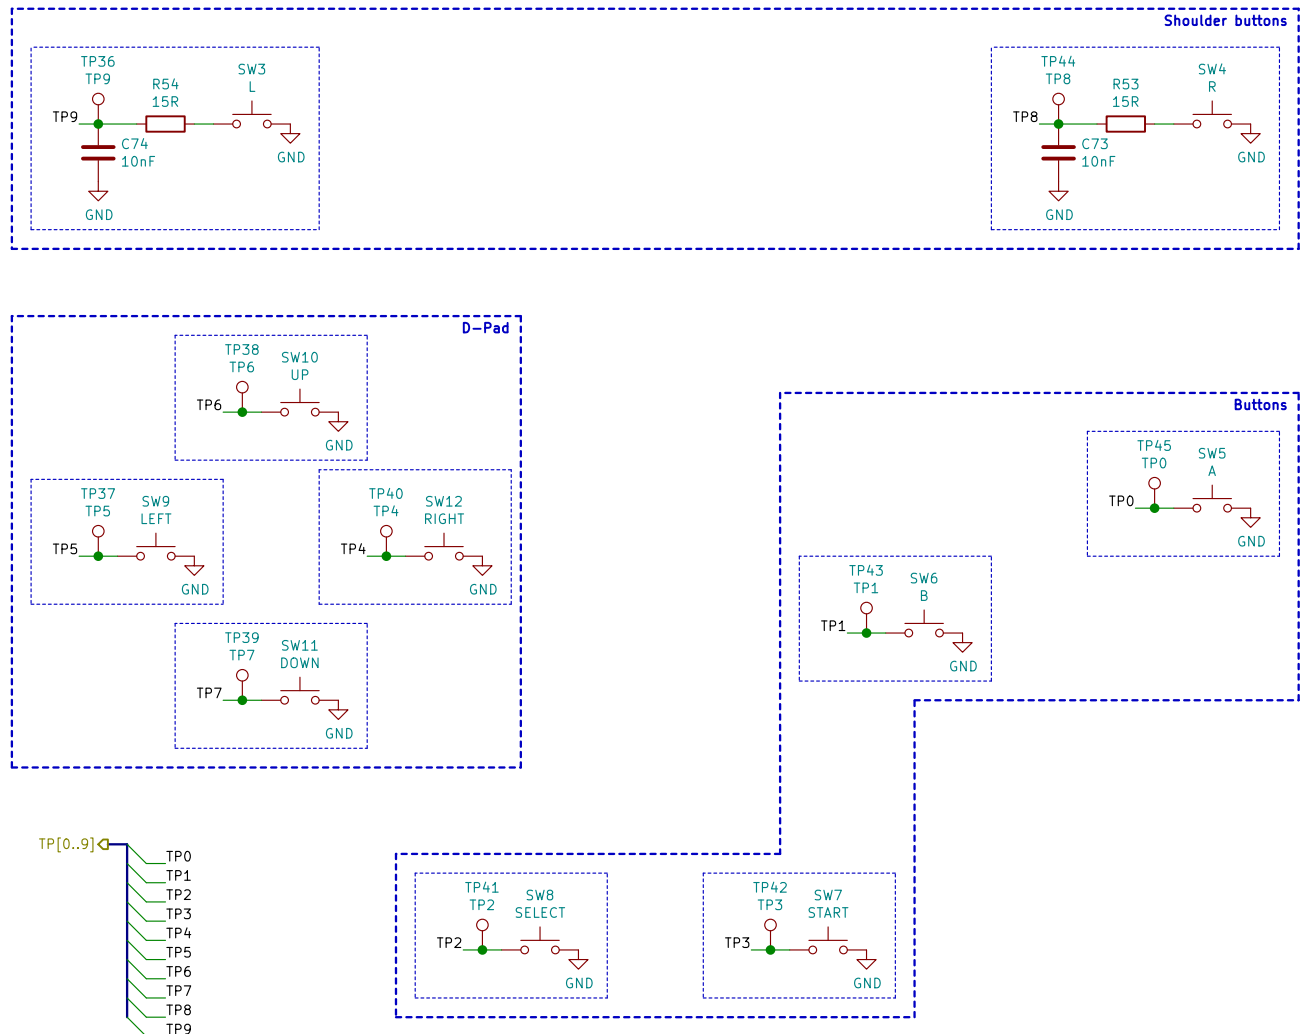 Shoulder buttons
TP36
TP9
R54
15R
SW3
L
TP9
C74
10nF
GND
GND
TP44
TP8
R53
15R
SW4
R
TP8
C73
10nF
GND
GND
D-Pad
TP38
TP6
SW10
UP
TP6
GND
TP37
TP5
SW9
LEFT
TP5
GND
TP40
TP4
SW12
RIGHT
TP4
GND
TP39
TP7
SW11
DOWN
TP7
GND
Buttons
TP45
TP0
SW5
A
TP0
GND
TP43
TP1
SW6
B
TP1
GND
TP[0..9]
TP0
TP1
TP2
TP3
TP4
TP5
TP6
TP7
TP8
TP9
TP41
TP2
SW8
SELECT
TP2
GND
TP42
TP3
SW7
START
TP3
GND